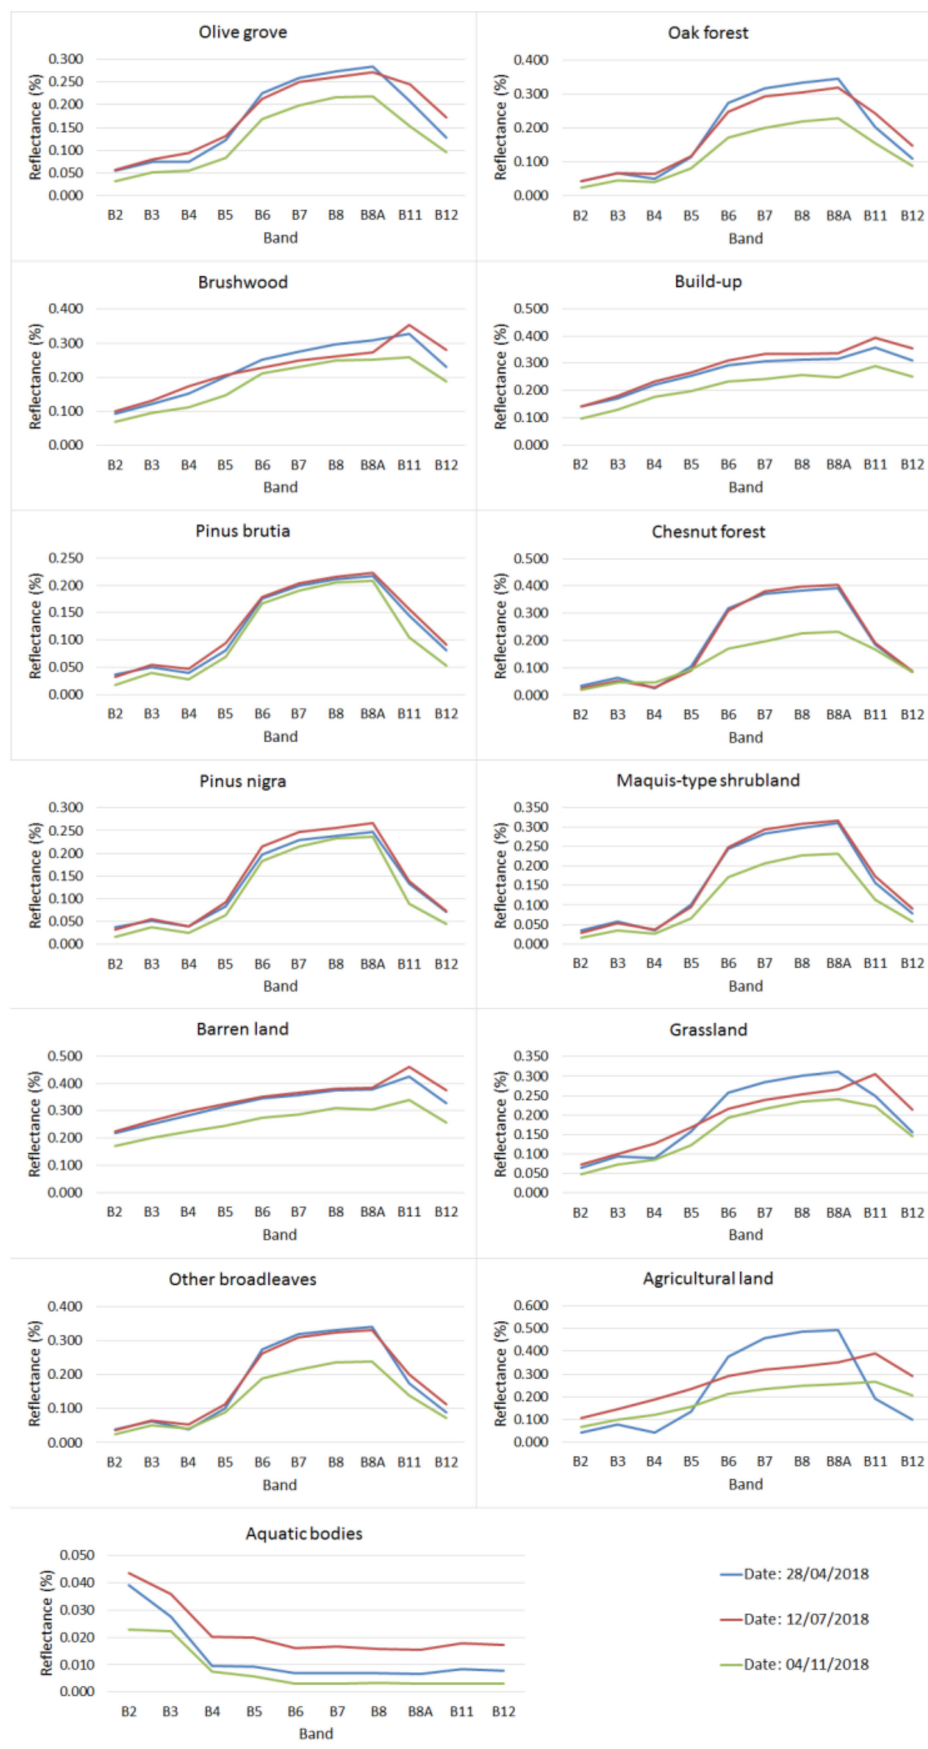 Olive grove
Reflectance (%)
0.300
0.250
0.200
0.150
0.100
0.050
0.000
B2 B3 B4 B5 B6 B7 B8 B8A B11 B12
Band
Oak forest
Reflectance (%)
0.400
0.300
0.200
0.100
0.000
B2 B3 B4 B5 B6 B7 B8 B8A B11 B12
Band
Brushwood
Reflectance (%)
0.400
0.300
0.200
0.100
0.000
B2 B3 B4 B5 B6 B7 B8 B8A B11 B12
Band
Build-up
Reflectance (%)
0.500
0.400
0.300
0.200
0.100
0.000
B2 B3 B4 B5 B6 B7 B8 B8A B11 B12
Band
Pinus brutia
Reflectance (%)
0.250
0.200
0.150
0.100
0.050
0.000
B2 B3 B4 B5 B6 B7 B8 B8A B11 B12
Band
Chesnut forest
Reflectance (%)
0.500
0.400
0.300
0.200
0.100
0.000
B2 B3 B4 B5 B6 B7 B8 B8A B11 B12
Band
Pinus nigra
Reflectance (%)
0.300
0.250
0.200
0.150
0.100
0.050
0.000
B2 B3 B4 B5 B6 B7 B8 B8A B11 B12
Band
Maquis-type shrubland
Reflectance (%)
0.350
0.300
0.250
0.200
0.150
0.100
0.050
0.000
B2 B3 B4 B5 B6 B7 B8 B8A B11 B12
Band
Barren land
Reflectance (%)
0.500
0.400
0.300
0.200
0.100
0.000
B2 B3 B4 B5 B6 B7 B8 B8A B11 B12
Band
Grassland
Reflectance (%)
0.350
0.300
0.250
0.200
0.150
0.100
0.050
0.000
B2 B3 B4 B5 B6 B7 B8 B8A B11 B12
Band
Other broadleaves
Reflectance (%)
0.400
0.300
0.200
0.100
0.000
B2 B3 B4 B5 B6 B7 B8 B8A B11 B12
Band
Agricultural land
Reflectance (%)
0.600
0.500
0.400
0.300
0.200
0.100
0.000
B2 B3 B4 B5 B6 B7 B8 B8A B11 B12
Band
Aquatic bodies
Reflectance (%)
0.050
0.040
0.030
0.020
0.010
0.000
B2 B3 B4 B5 B6 B7 B8 B8A B11 B12
Band
Date: 28/04/2018
Date: 12/07/2018
Date: 04/11/2018